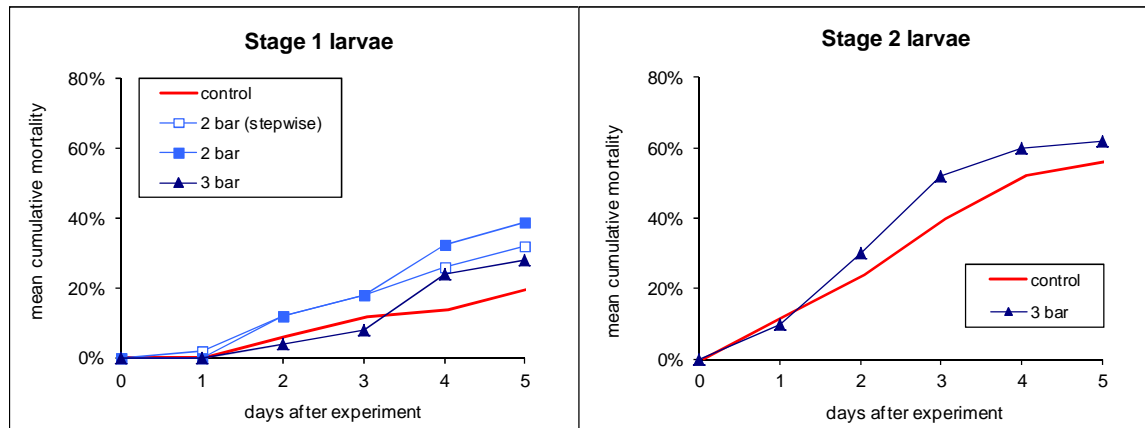 Stage 1 larvae
mean cumulative mortality
80%
60%
40%
20%
0%
control
2 bar (stepwise)
2 bar
3 bar
0 1 2 3 4 5
days after experiment
Stage 2 larvae
mean cumulative mortality
80%
60%
40%
20%
0%
control
3 bar
0 1 2 3 4 5
days after experiment